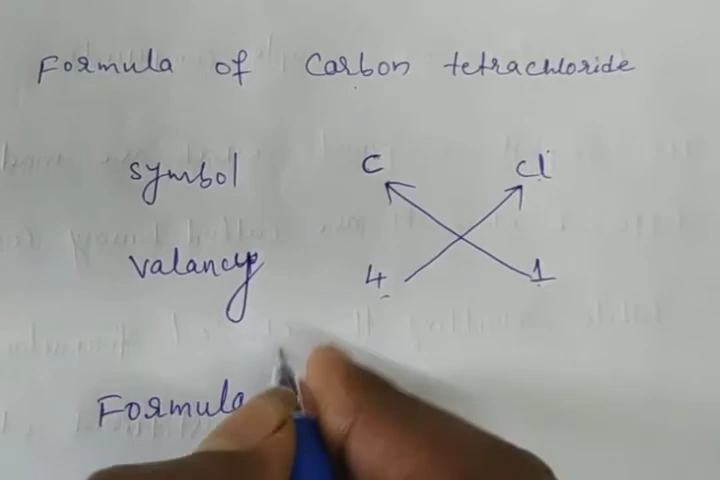 Formula of Carbon tetrachloride
symbol C Cl
valancy 4 1
Formula